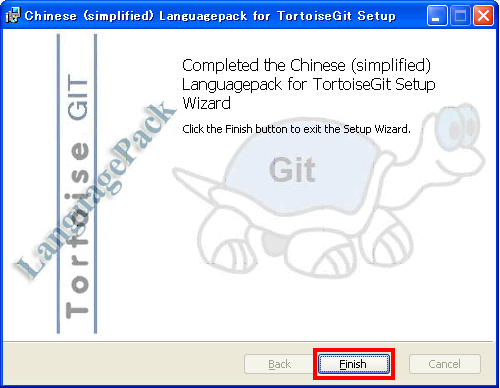 Chinese (simplified) Languagepack for TortoiseGit Setup
Completed the Chinese (simplified)
Languagepack for TortoiseGit Setup
Wizard
Click the Finish button to exit the Setup Wizard.
Tortoise GIT
LanguagePack
Git
Back
Finish
Cancel